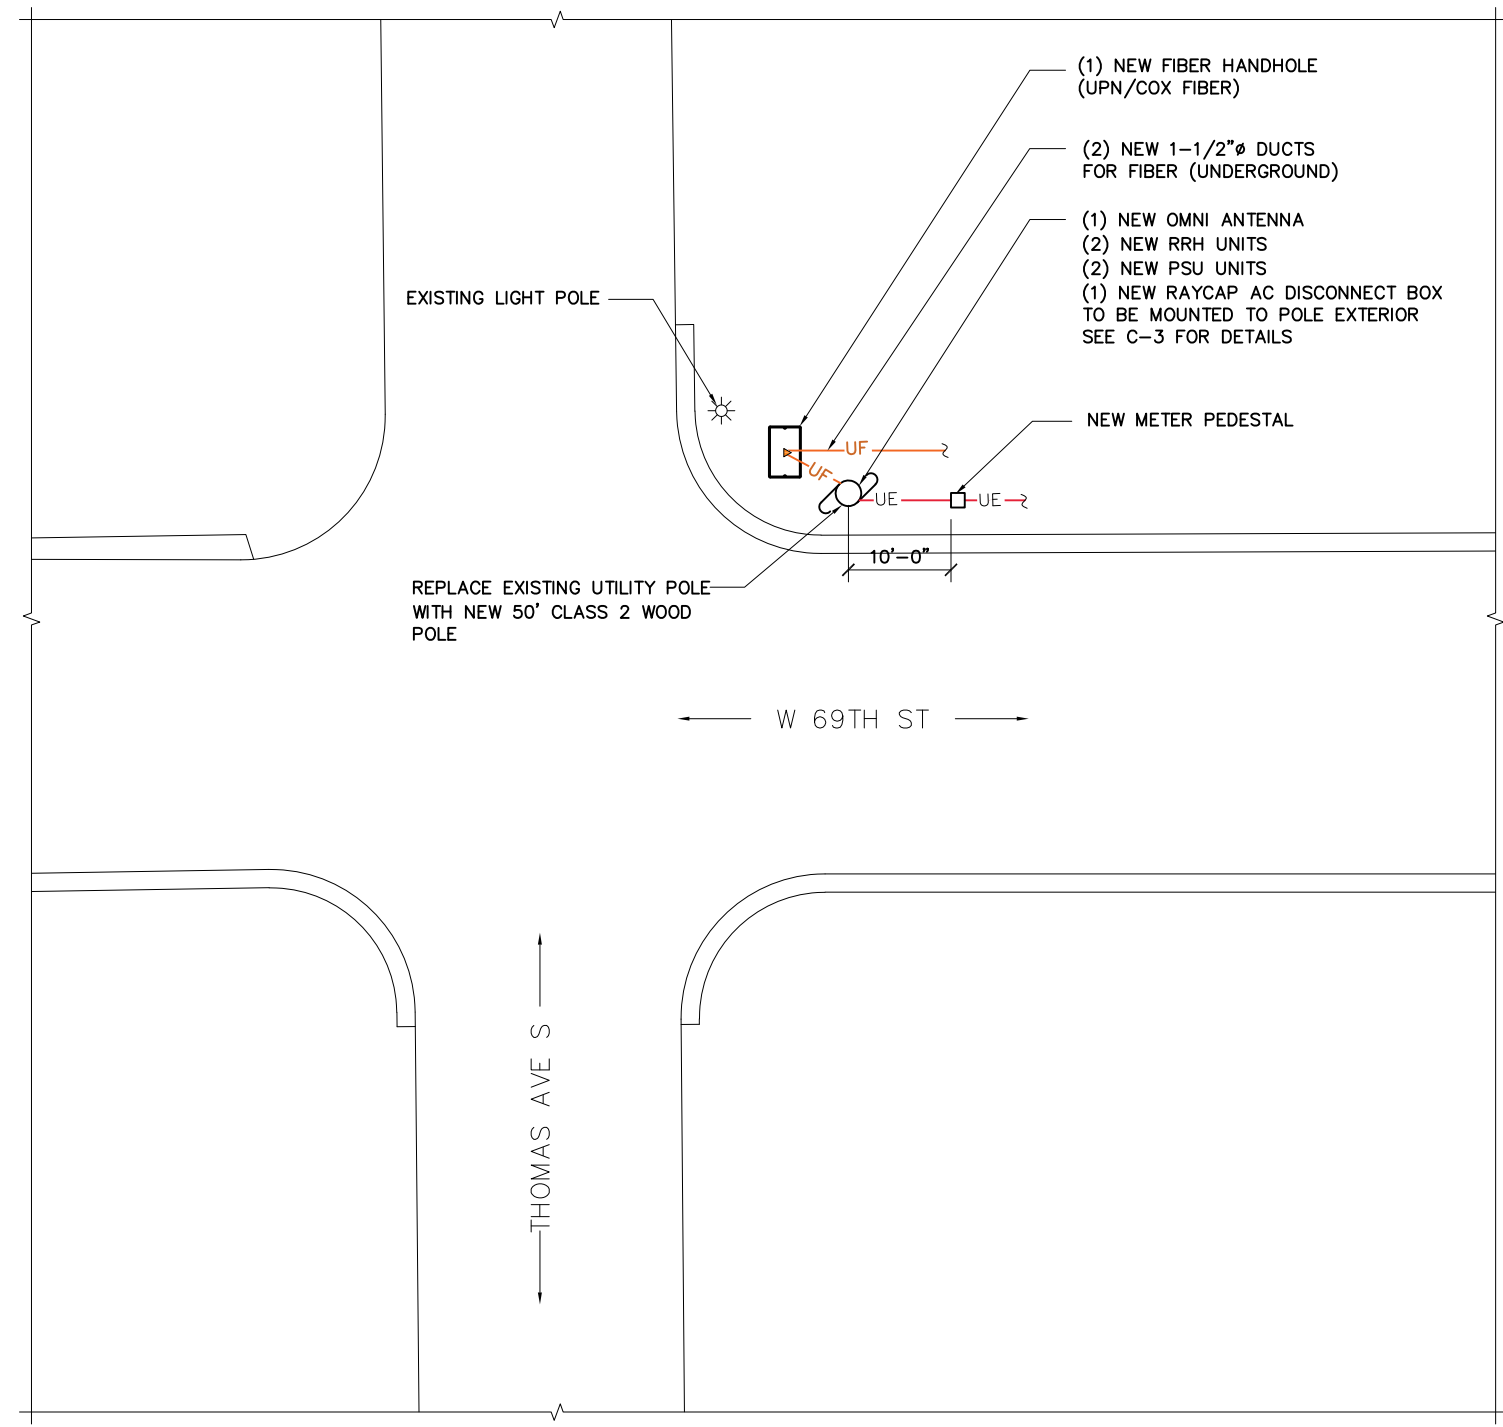 (1) NEW FIBER HANDHOLE
(UPN/COX FIBER)
(2) NEW 1-1/2"ø DUCTS
FOR FIBER (UNDERGROUND)
(1) NEW OMNI ANTENNA
(2) NEW RRH UNITS
(2) NEW PSU UNITS
(1) NEW RAYCAP AC DISCONNECT BOX
TO BE MOUNTED TO POLE EXTERIOR
SEE C-3 FOR DETAILS
EXISTING LIGHT POLE
NEW METER PEDESTAL
UF
UF
UE
UE
10'-0"
REPLACE EXISTING UTILITY POLE
WITH NEW 50' CLASS 2 WOOD
POLE
W 69TH ST
THOMAS AVE S